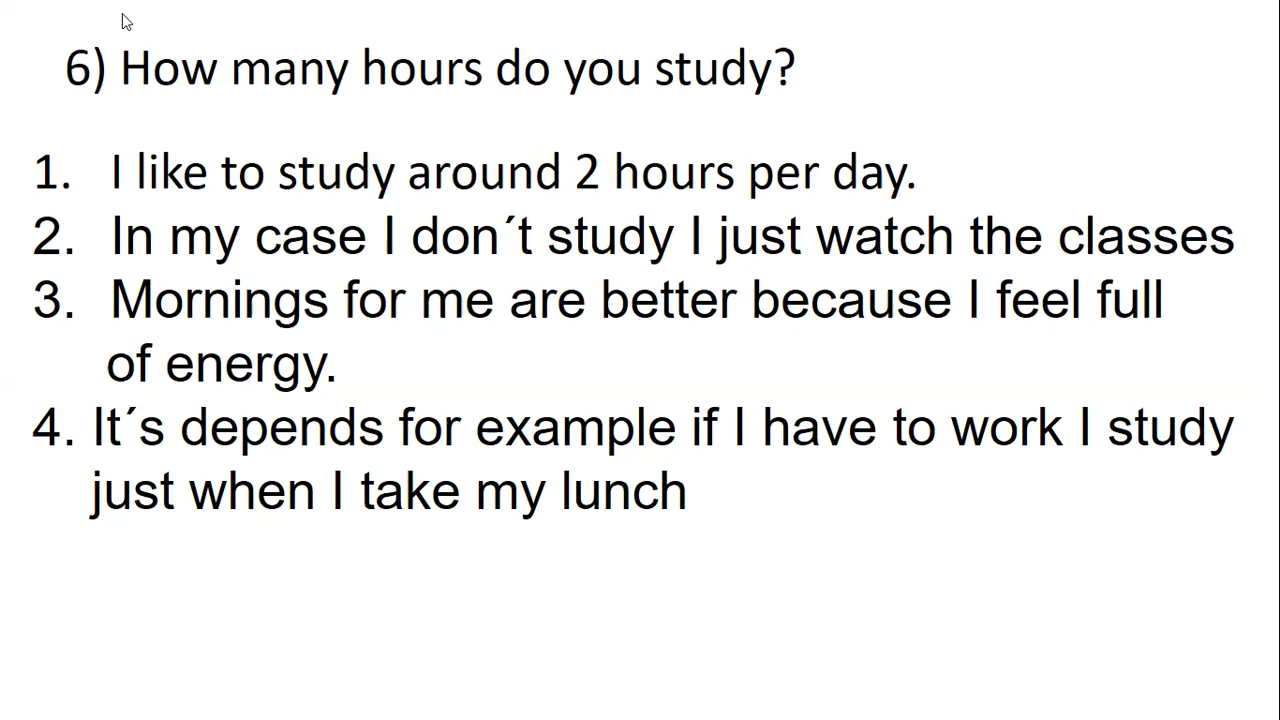 6) How many hours do you study?
1. I like to study around 2 hours per day.
2. In my case I don´t study I just watch the classes
3. Mornings for me are better because I feel full
of energy.
4. It´s depends for example if I have to work I study
just when I take my lunch